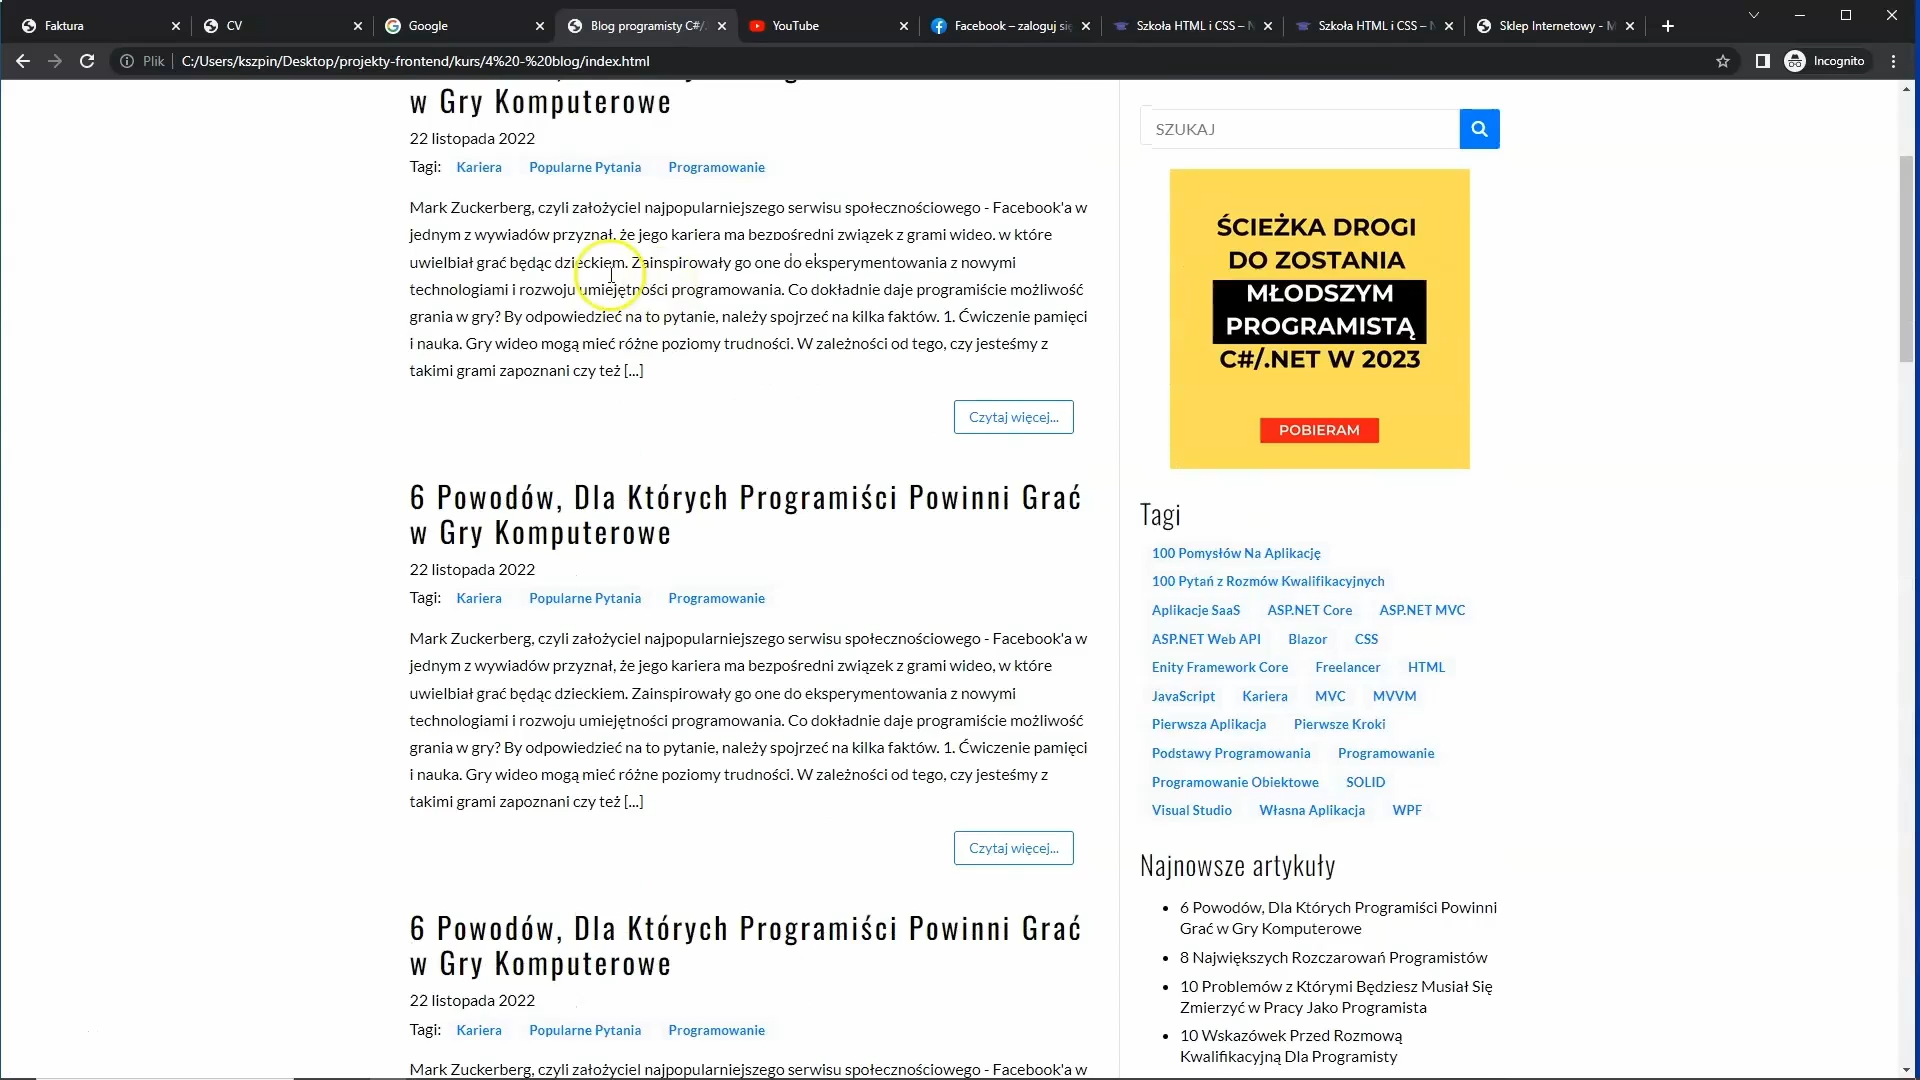 Faktura
CV
Google
Blog programisty C#/.
YouTube
Facebook – zaloguj się
Szkoła HTML i CSS – N
Szkoła HTML i CSS – N
Sklep Internetowy - M
Plik
C:/Users/kszpin/Desktop/projekty-frontend/kurs/4%20-%20blog/index.html
Incognito
w Gry Komputerowe
22 listopada 2022
Tagi: Kariera Popularne Pytania Programowanie
Mark Zuckerberg, czyli założyciel najpopularniejszego serwisu społecznościowego - Facebook'a w
jednym z wywiadów przyznał, że jego kariera ma bezpośredni związek z grami wideo, w które
uwielbiał grać będąc dzieckiem. Zainspirowały go one do eksperymentowania z nowymi
technologiami i rozwoju umiejętności programowania. Co dokładnie daje programiście możliwość
grania w gry? By odpowiedzieć na to pytanie, należy spojrzeć na kilka faktów. 1. Ćwiczenie pamięci
i nauka. Gry wideo mogą mieć różne poziomy trudności. W zależności od tego, czy jesteśmy z
takimi grami zapoznani czy też [...]
Czytaj więcej...
6 Powodów, Dla Których Programiści Powinni Grać
w Gry Komputerowe
22 listopada 2022
Tagi: Kariera Popularne Pytania Programowanie
Mark Zuckerberg, czyli założyciel najpopularniejszego serwisu społecznościowego - Facebook'a w
jednym z wywiadów przyznał, że jego kariera ma bezpośredni związek z grami wideo, w które
uwielbiał grać będąc dzieckiem. Zainspirowały go one do eksperymentowania z nowymi
technologiami i rozwoju umiejętności programowania. Co dokładnie daje programiście możliwość
grania w gry? By odpowiedzieć na to pytanie, należy spojrzeć na kilka faktów. 1. Ćwiczenie pamięci
i nauka. Gry wideo mogą mieć różne poziomy trudności. W zależności od tego, czy jesteśmy z
takimi grami zapoznani czy też [...]
Czytaj więcej...
6 Powodów, Dla Których Programiści Powinni Grać
w Gry Komputerowe
22 listopada 2022
Tagi: Kariera Popularne Pytania Programowanie
Mark Zuckerberg, czyli założyciel najpopularniejszego serwisu społecznościowego - Facebook'a w
SZUKAJ
ŚCIEŻKA DROGI
DO ZOSTANIA
MŁODSZYM
PROGRAMISTĄ
C#/.NET W 2023
POBIERAM
Tagi
100 Pomysłów Na Aplikację
100 Pytań z Rozmów Kwalifikacyjnych
Aplikacje SaaS ASP.NET Core ASP.NET MVC
ASP.NET Web API Blazor CSS
Enity Framework Core Freelancer HTML
JavaScript Kariera MVC MVVM
Pierwsza Aplikacja Pierwsze Kroki
Podstawy Programowania Programowanie
Programowanie Obiektowe SOLID
Visual Studio Własna Aplikacja WPF
Najnowsze artykuły
6 Powodów, Dla Których Programiści Powinni
Grać w Gry Komputerowe
8 Największych Rozczarowań Programistów
10 Problemów z Którymi Będziesz Musiał Się
Zmierzyć w Pracy Jako Programista
10 Wskazówek Przed Rozmową
Kwalifikacyjną Dla Programisty